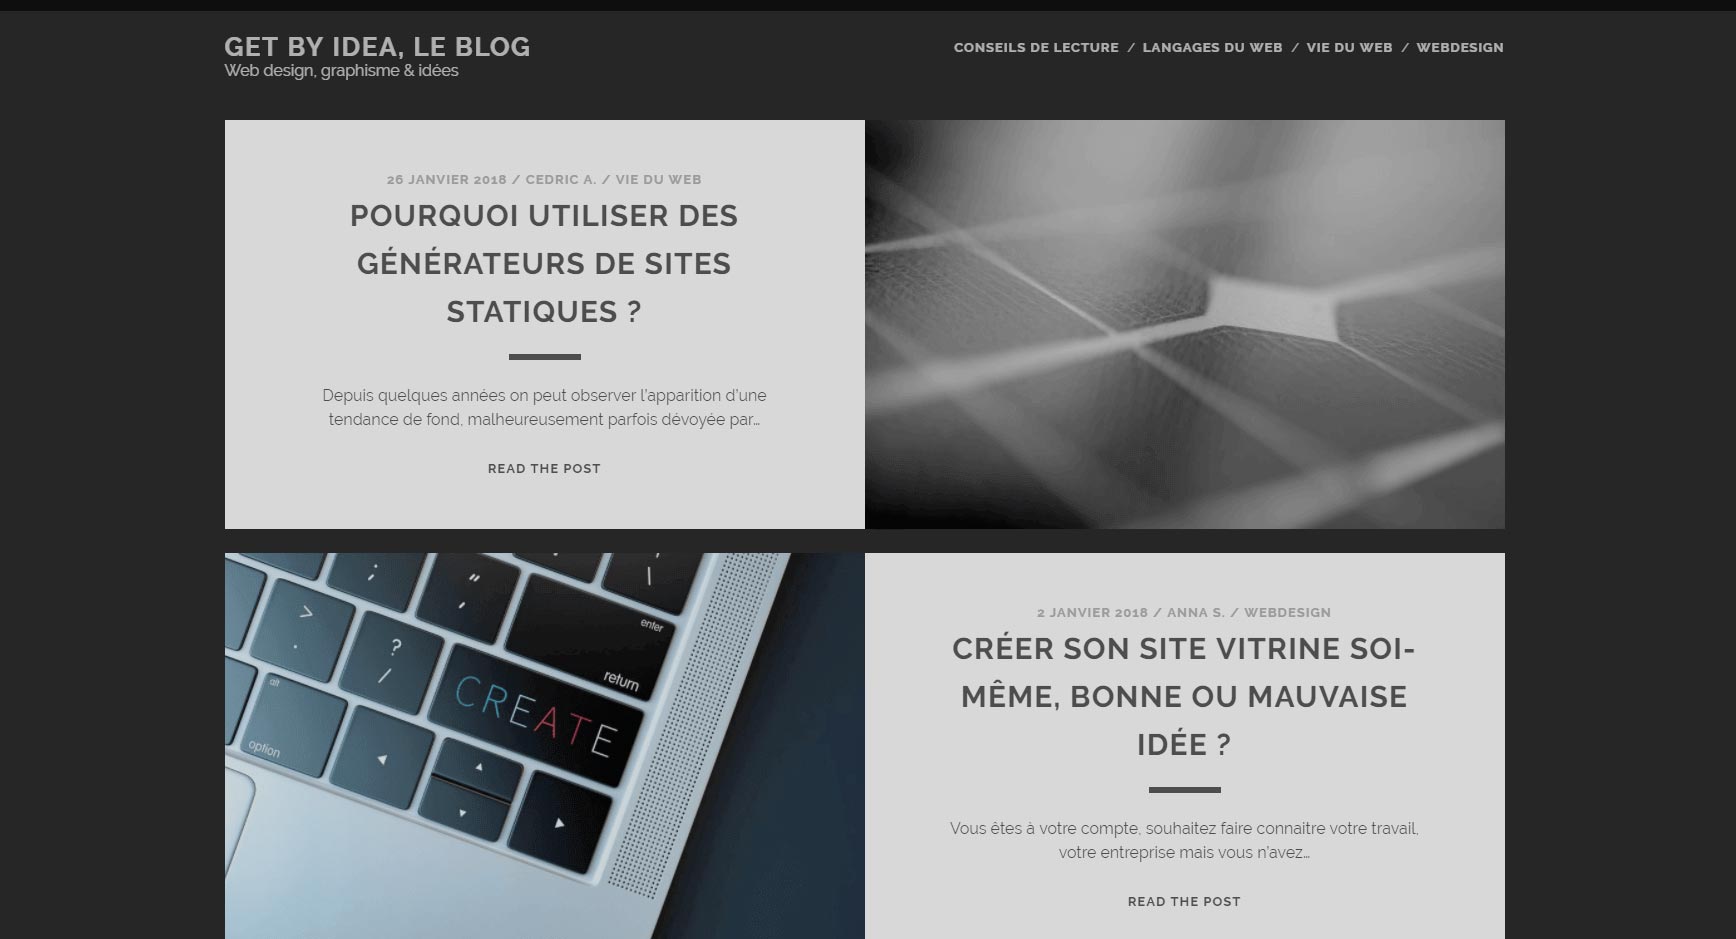 GET BY IDEA, LE BLOG
Web design, graphisme & idées
CONSEILS DE LECTURE / LANGAGES DU WEB / VIE DU WEB / WEBDESIGN
26 JANVIER 2018 / CEDRIC A. / VIE DU WEB
POURQUOI UTILISER DES
GÉNÉRATEURS DE SITES
STATIQUES ?
Depuis quelques années on peut observer l’apparition d’une
tendance de fond, malheureusement parfois dévoyée par…
READ THE POST
;
"
,
\
enter
return
>
.
?
/
alt
option
CREATE
2 JANVIER 2018 / ANNA S. / WEBDESIGN
CRÉER SON SITE VITRINE SOI-
MÊME, BONNE OU MAUVAISE
IDÉE ?
Vous êtes à votre compte, souhaitez faire connaitre votre travail,
votre entreprise mais vous n’avez…
READ THE POST